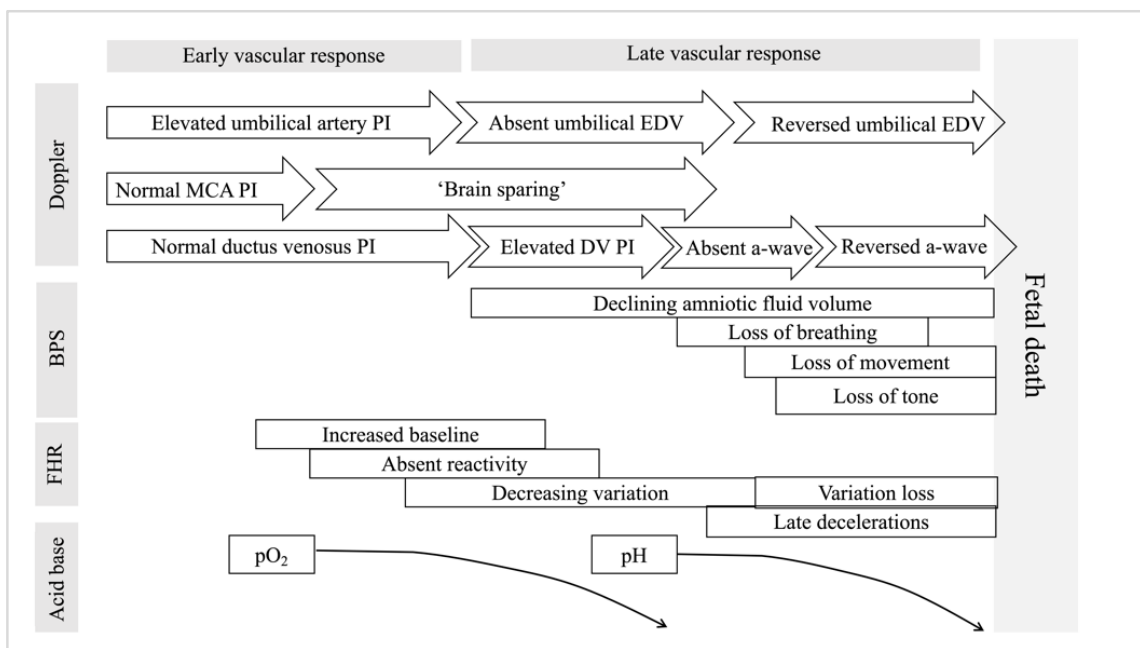 Early vascular response
Late vascular response
Doppler
Elevated umbilical artery PI
Absent umbilical EDV
Reversed umbilical EDV
Normal MCA PI
‘Brain sparing’
Normal ductus venosus PI
Elevated DV PI
Absent a-wave
Reversed a-wave
BPS
Declining amniotic fluid volume
Loss of breathing
Loss of movement
Loss of tone
FHR
Increased baseline
Absent reactivity
Decreasing variation
Variation loss
Late decelerations
Acid base
pO₂
pH
Fetal death